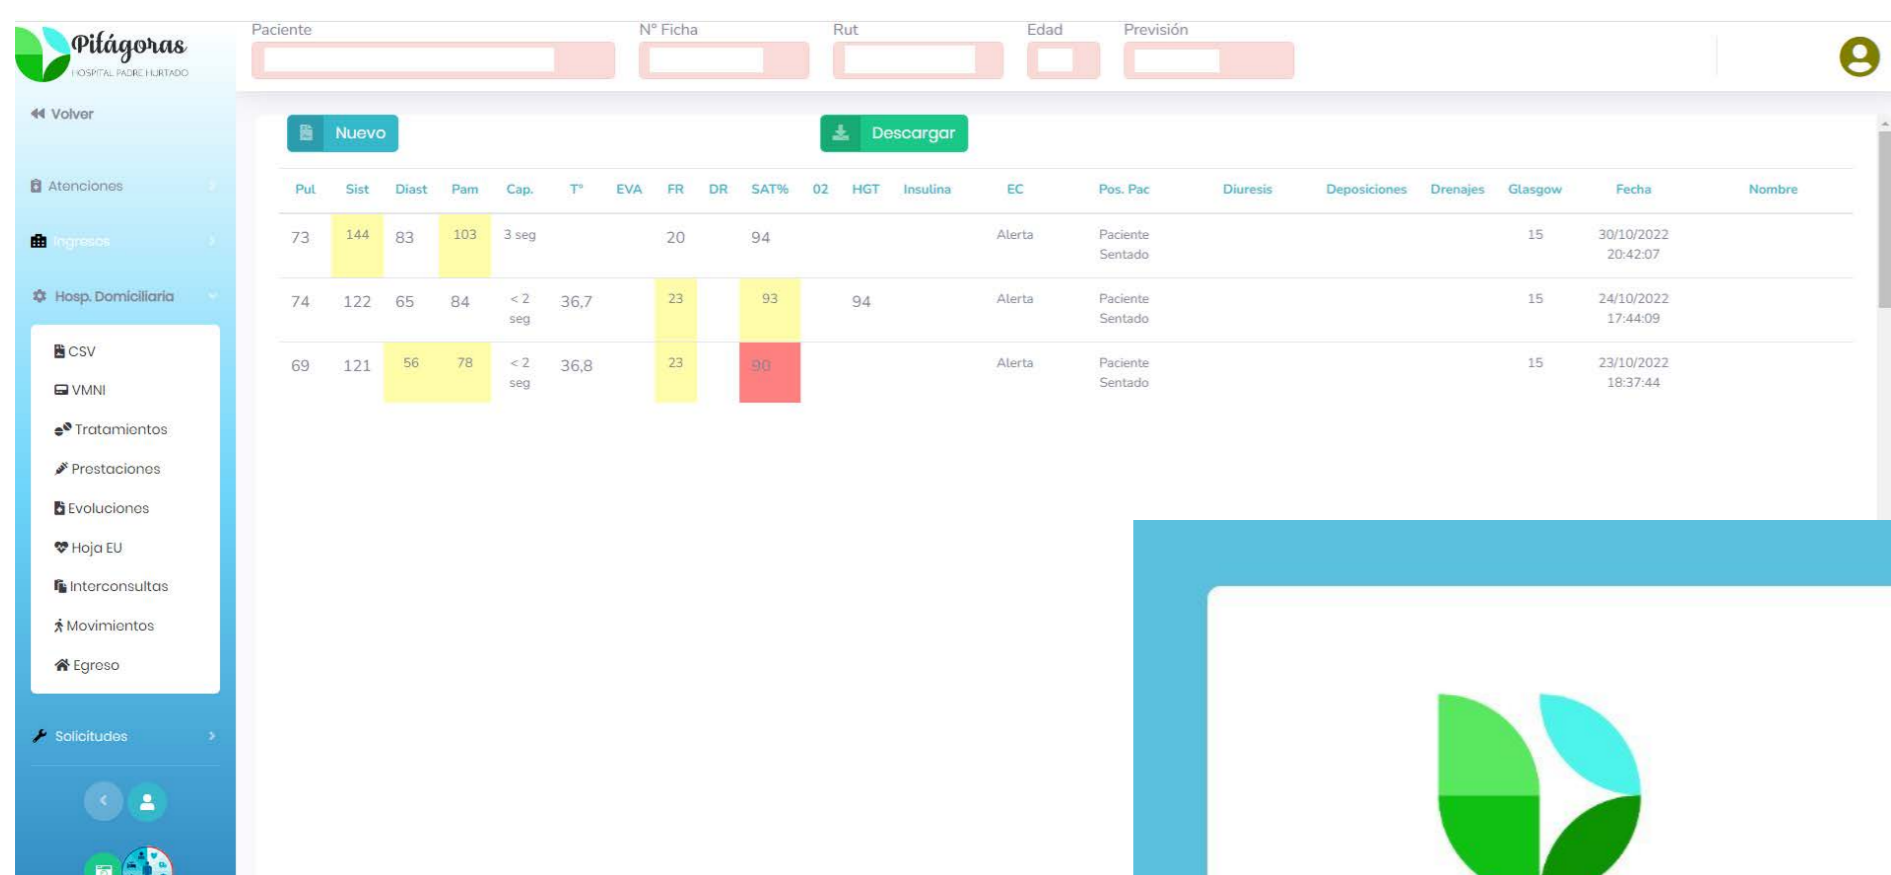 Pitágoras
HOSPITAL PADRE HURTADO
Paciente
N° Ficha
Rut
Edad
Previsión
Volver
Atenciones
Ingresos
Hosp. Domiciliaria
CSV
VMNI
Tratamientos
Prestaciones
Evoluciones
Hoja EU
Interconsultas
Movimientos
Egreso
Solicitudes
Nuevo
Descargar
Pul Sist Diast Pam Cap. T° EVA FR DR SAT% 02 HGT Insulina EC Pos. Pac Diuresis Deposiciones Drenajes Glasgow Fecha Nombre
73 144 83 103 3 seg 20 94 Alerta Paciente Sentado 15 30/10/2022 20:42:07
74 122 65 84 < 2 seg 36,7 23 93 94 Alerta Paciente Sentado 15 24/10/2022 17:44:09
69 121 56 78 < 2 seg 36,8 23 90 Alerta Paciente Sentado 15 23/10/2022 18:37:44